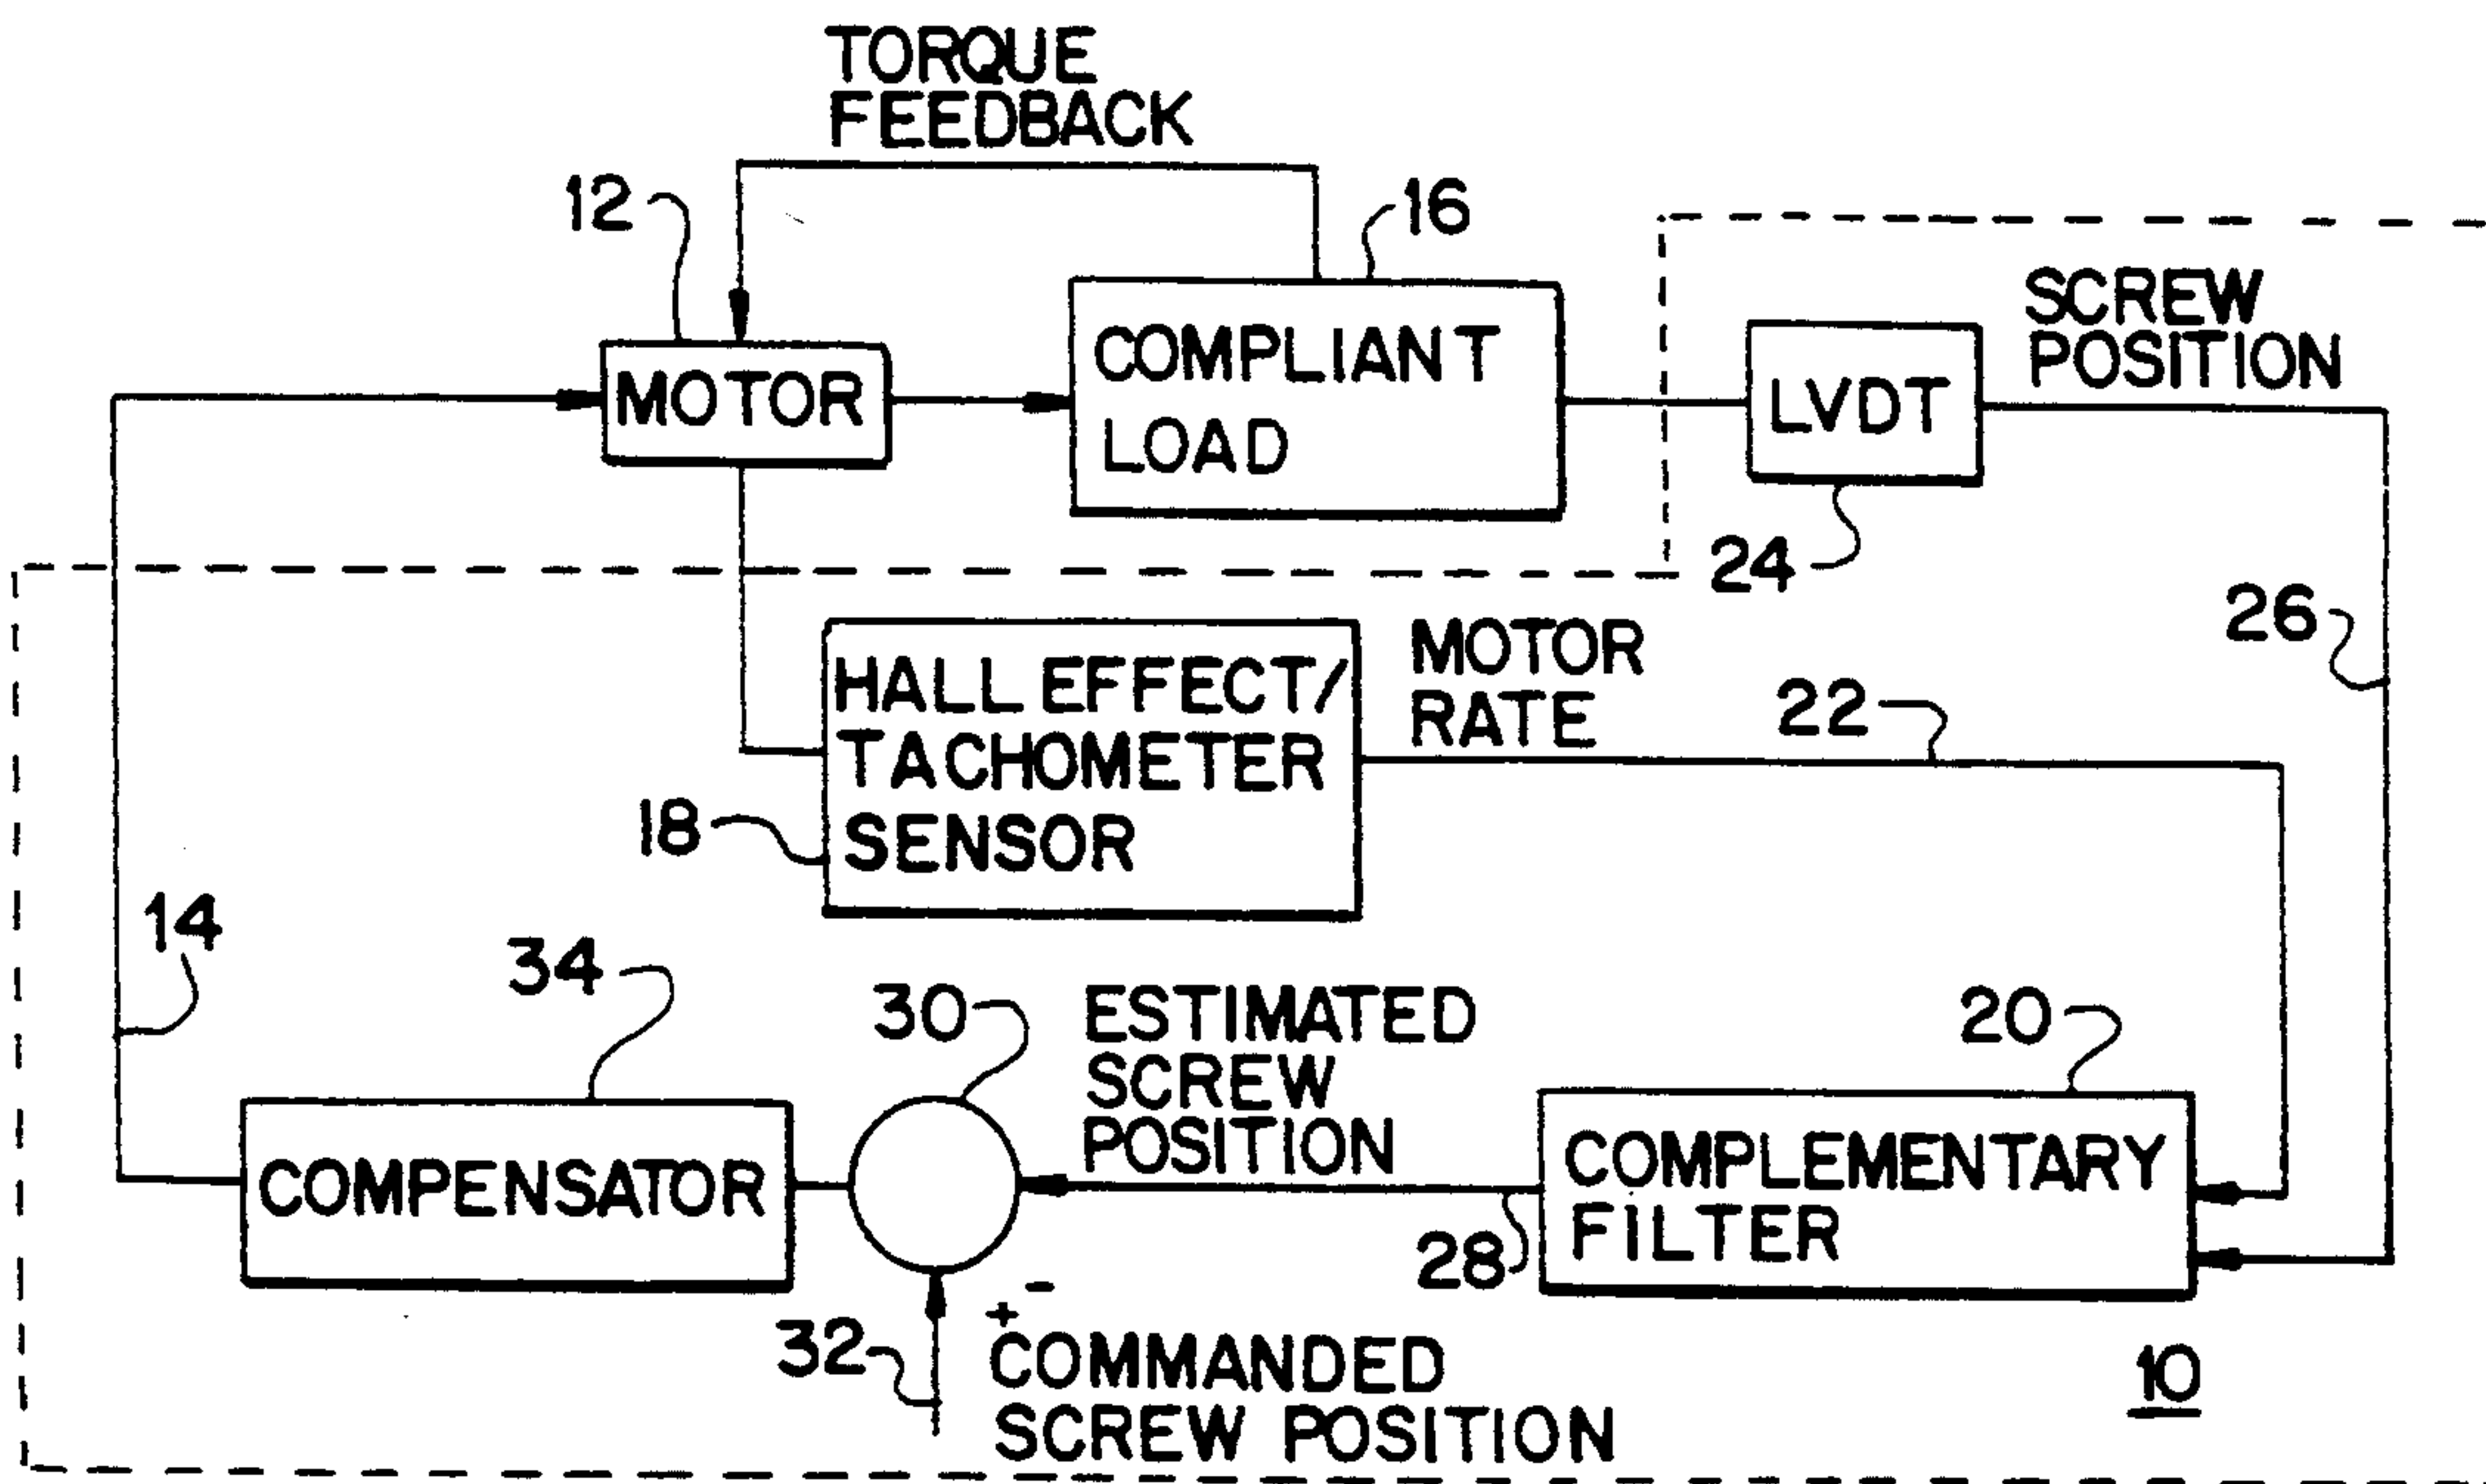 TORQUE
FEEDBACK
12
16
MOTOR
COMPLIANT
LOAD
LVDT
SCREW
POSITION
24
26
HALL EFFECT/
TACHOMETER
SENSOR
18
MOTOR
RATE
22
14
34
30
ESTIMATED
SCREW
POSITION
20
COMPENSATOR
COMPLEMENTARY
FILTER
28
32
+ -
COMMANDED
SCREW POSITION
10